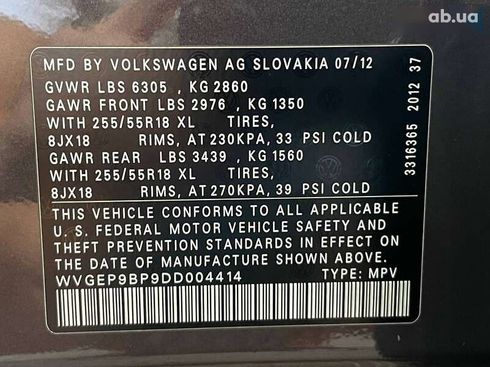 ab.ua
MFD BY VOLKSWAGEN AG SLOVAKIA 07/12
GVWR LBS 6305 , KG 2860
GAWR FRONT LBS 2976 , KG 1350
WITH 255/55R18 XL TIRES,
8JX18 RIMS, AT 230KPA, 33 PSI COLD
GAWR REAR LBS 3439 , KG 1560
WITH 255/55R18 XL TIRES,
8JX18 RIMS, AT 270KPA, 39 PSI COLD
THIS VEHICLE CONFORMS TO ALL APPLICABLE
U. S. FEDERAL MOTOR VEHICLE SAFETY AND
THEFT PREVENTION STANDARDS IN EFFECT ON
THE DATE OF MANUFACTURE SHOWN ABOVE.
WVGEP9BP9DD004414 TYPE: MPV
3316365 2012 37